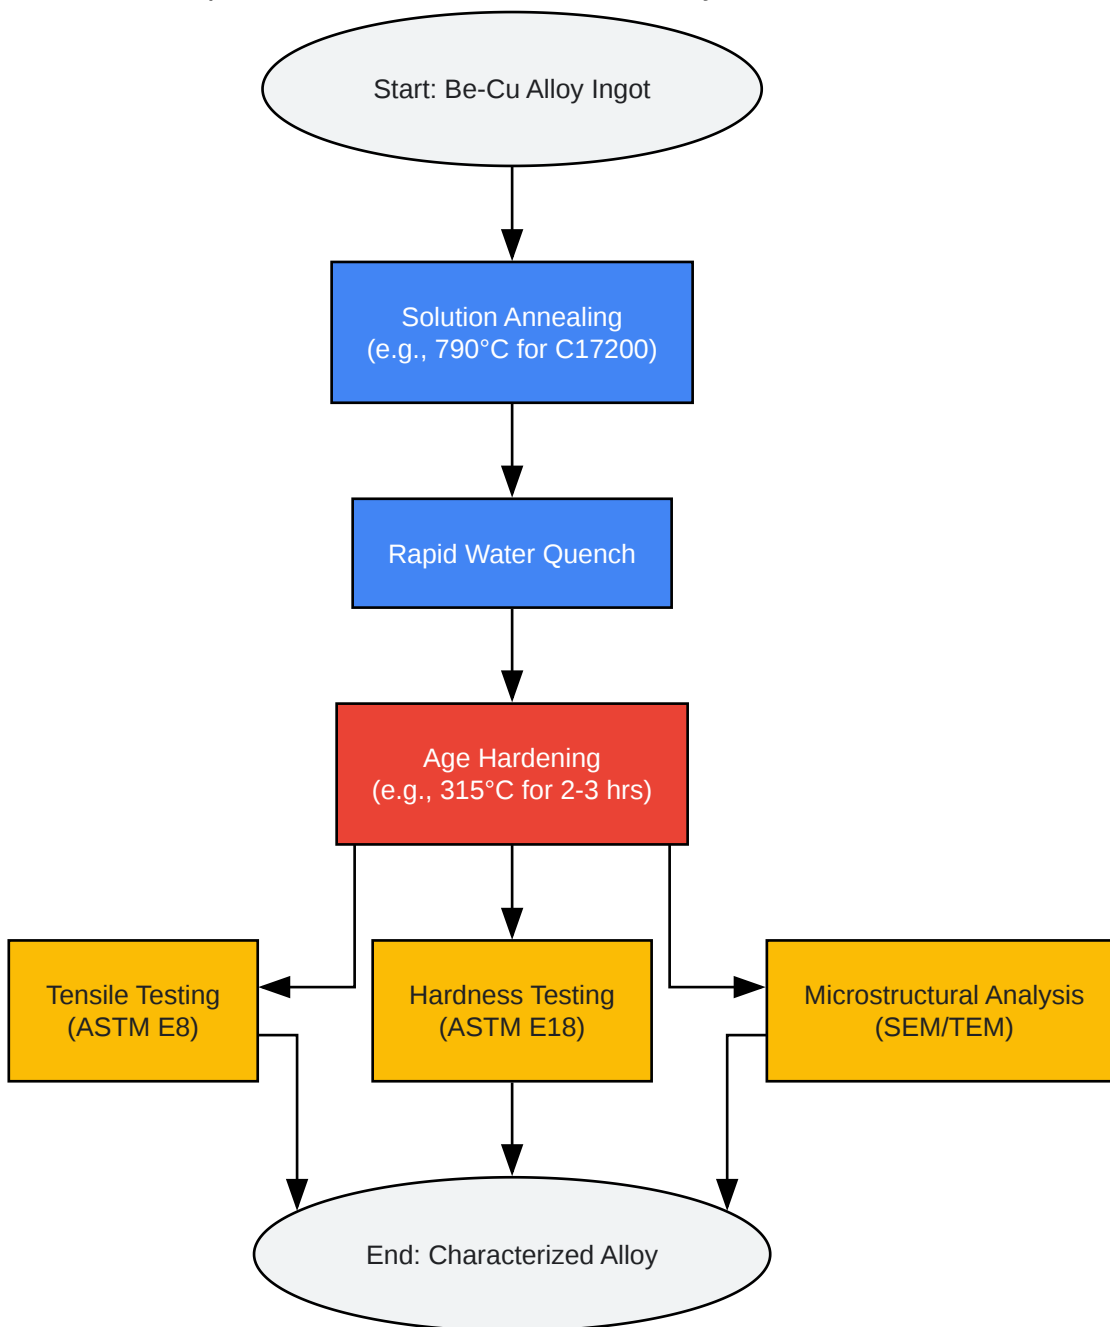 Start: Be-Cu Alloy Ingot
Solution Annealing
(e.g., 790°C for C17200)
Rapid Water Quench
Age Hardening
(e.g., 315°C for 2-3 hrs)
Tensile Testing
(ASTM E8)
Hardness Testing
(ASTM E18)
Microstructural Analysis
(SEM/TEM)
End: Characterized Alloy